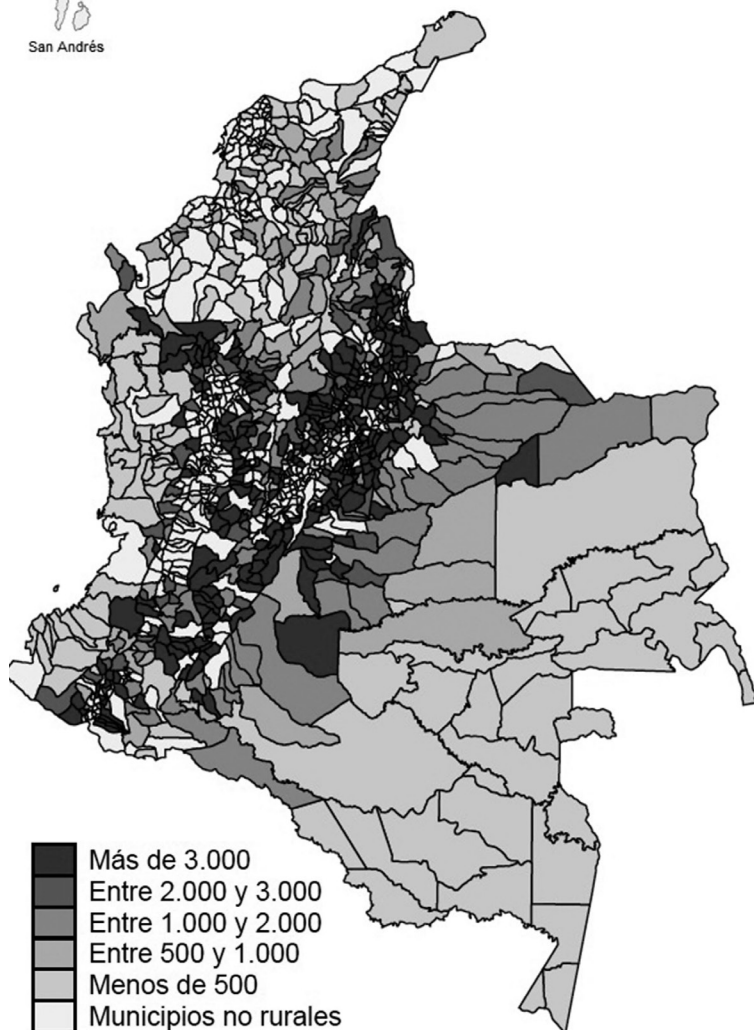 San Andrés
Más de 3.000
Entre 2.000 y 3.000
Entre 1.000 y 2.000
Entre 500 y 1.000
Menos de 500
Municipios no rurales